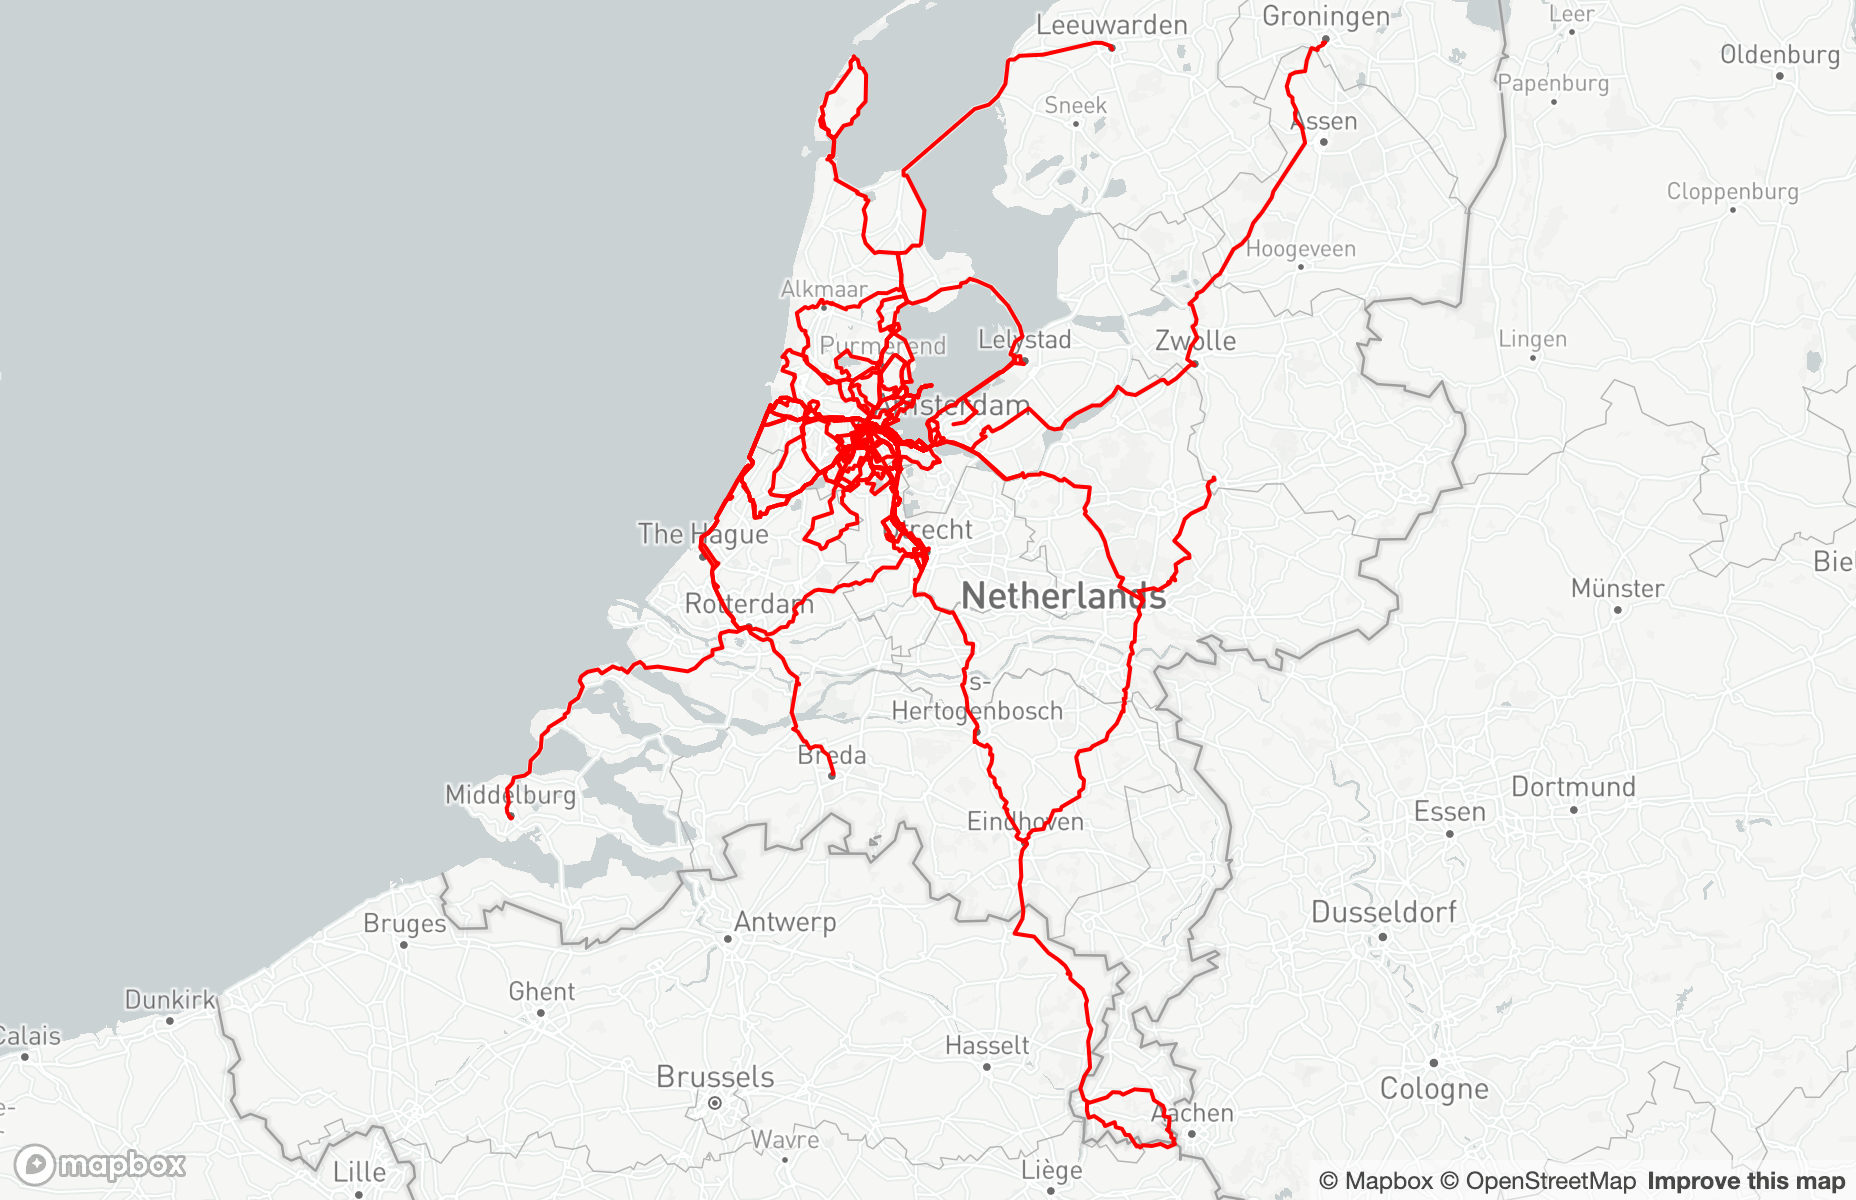 Leeuwarden
Groningen
Leer
Oldenburg
Papenburg
Sneek
Assen
Cloppenburg
Hoogeveen
Alkmaar
Purmerend
Lelystad
Zwolle
Lingen
Amsterdam
The Hague
Utrecht
Netherlands
Rotterdam
Münster
Biel
s-
Hertogenbosch
Breda
Middelburg
Eindhoven
Essen
Dortmund
Dusseldorf
Bruges
Antwerp
Dunkirk
Ghent
Calais
Hasselt
Brussels
Cologne
Aachen
e-
Wavre
Lille
Liège
mapbox
© Mapbox © OpenStreetMap Improve this map